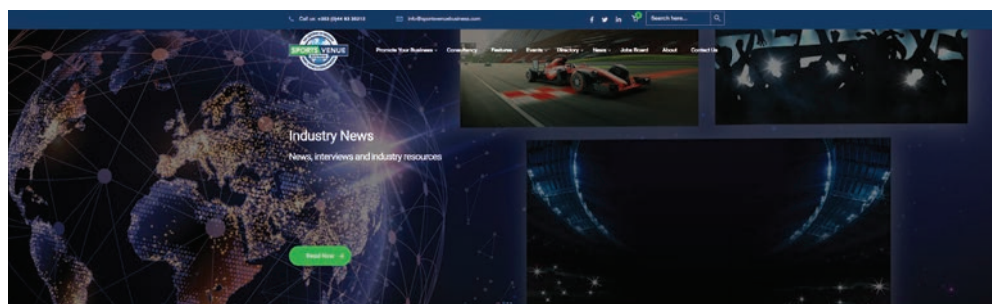 Call us: +353 (0)44 93
info@sportsvenuebusiness.com
Search here...
SPORTS VENUE
Promote Your Business
Consultancy
Features
Events
Directory
News
Jobs Board
About
Contact Us
Industry News
News, interviews and industry resources
Read Now